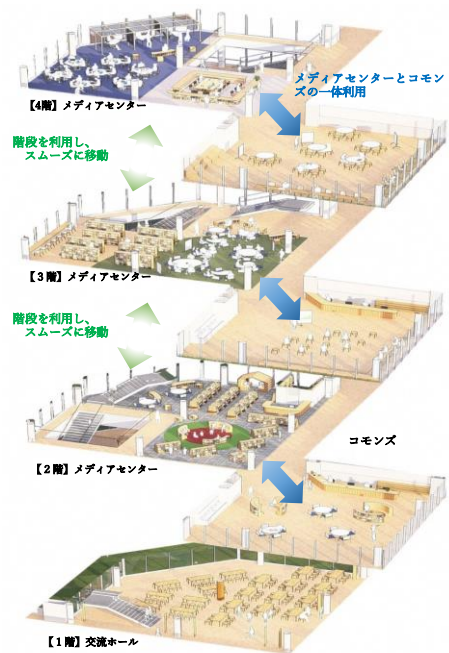 【4階】メディアセンター
メディアセンターとコモン
ズの一体利用
階段を利用し、
スムーズに移動
【３階】メディアセンター
階段を利用し、
スムーズに移動
コモンズ
【２階】メディアセンター
【１階】交流ホール